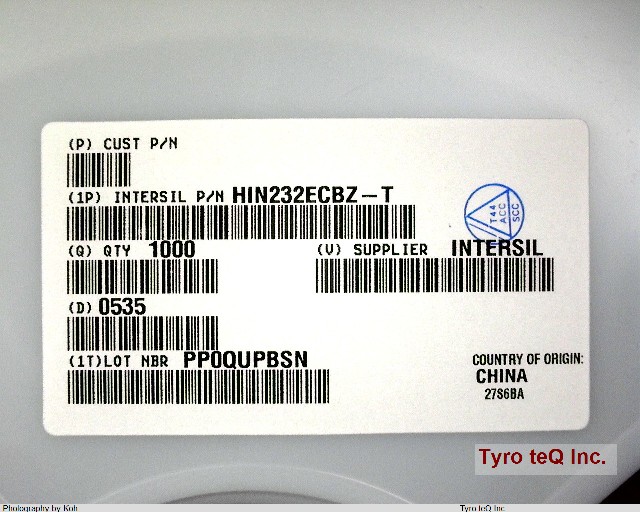 (P) CUST P/N
(1P) INTERSIL P/N HIN232ECBZ-T
T44
ACC
SCC
(Q) QTY 1000
(V) SUPPLIER INTERSIL
(D) 0535
(1T)LOT NBR PP0QUPBSN
COUNTRY OF ORIGIN:
CHINA
27S6BA
Tyro teQ Inc.
Photography by Koh
Tyro teQ Inc